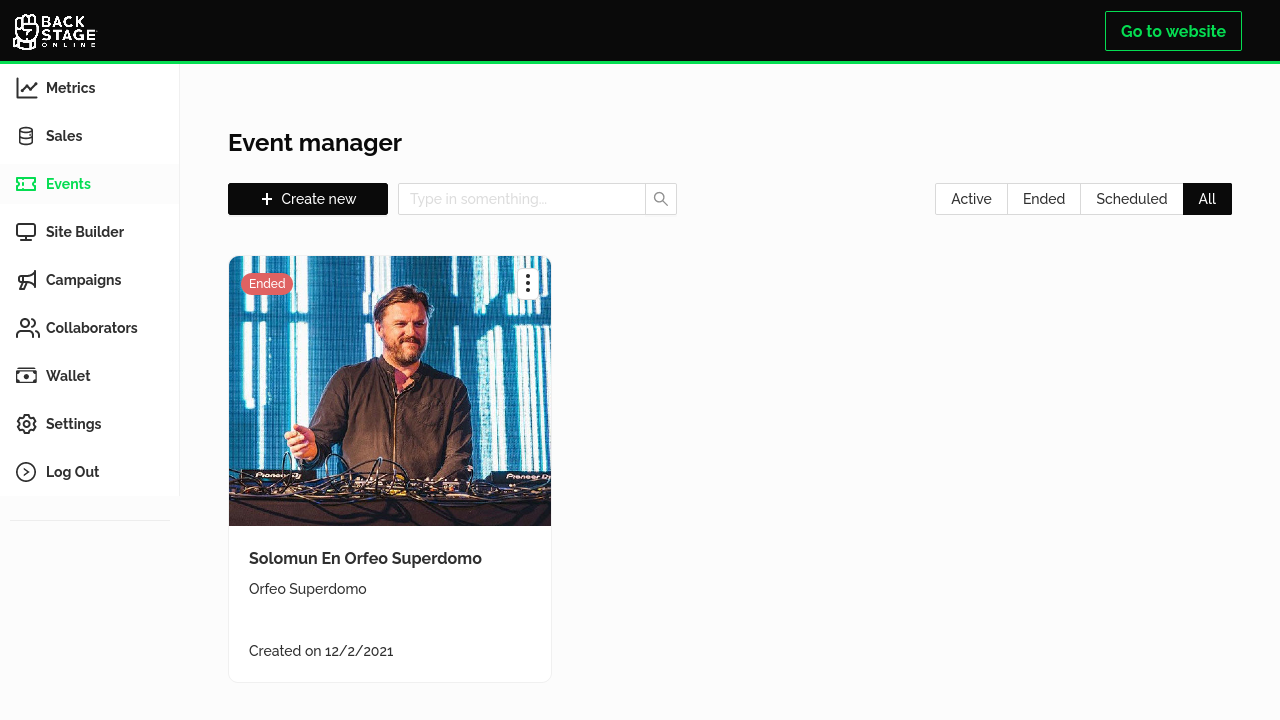 BACK
STAGE
ONLINE
Go to website
Metrics
Sales
Events
Site Builder
Campaigns
Collaborators
Wallet
Settings
Log Out
Event manager
Create new
Type in somenthing...
Active
Ended
Scheduled
All
Ended
Pioneer Dj
Pioneer Dj
Solomun En Orfeo Superdomo
Orfeo Superdomo
Created on 12/2/2021